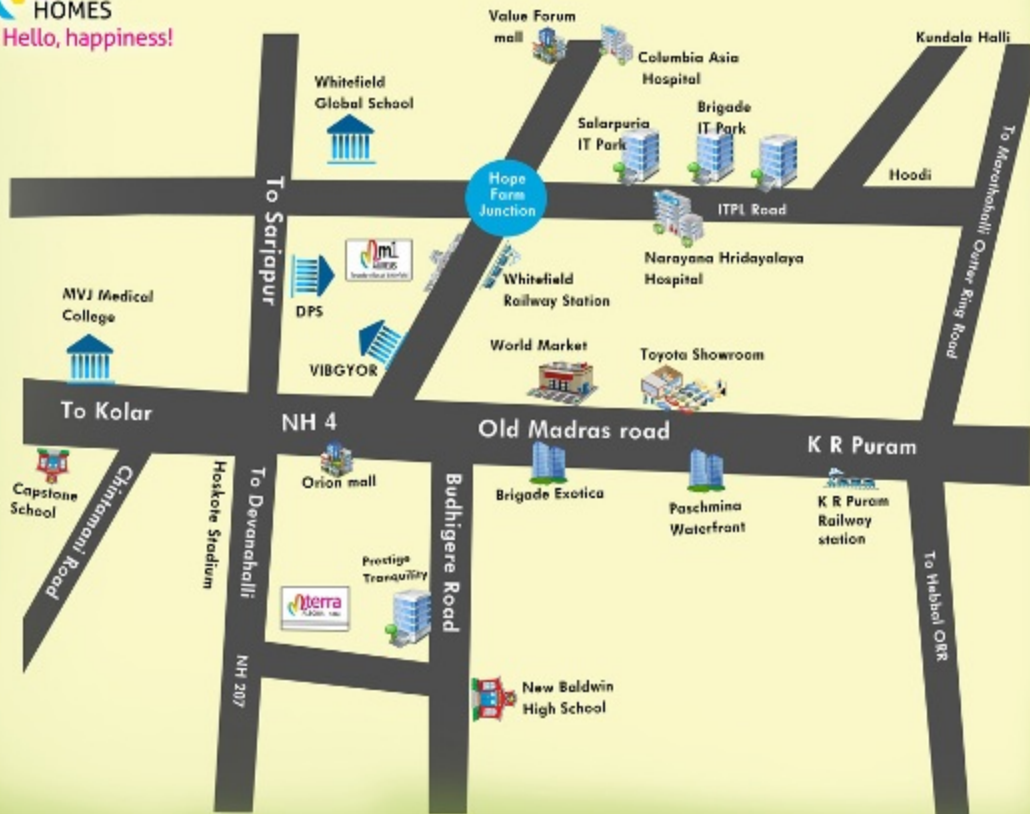 HOMES
Hello, happiness!
Value Forum
mall
Columbia Asia
Hospital
Kundala Halli
Whitefield
Global School
Salarpuria
IT Park
Brigade
IT Park
Hoodi
Hope
Farm
Junction
ITPL Road
To Sarjapur
To Marathahalli Outter Ring Road
Narayana Hridayalaya
Hospital
DPS
Whitefield
Railway Station
MVJ Medical
College
VIBGYOR
World Market
Toyota Showroom
To Kolar
NH 4
Old Madras road
K R Puram
Capstone
School
Chintamani Road
Hoskote Stadium
To Devanahalli
Orion mall
Budhigere Road
Brigade Exotica
Paschmina
Waterfront
K R Puram
Railway
station
To Hebbal ORR
Prestige
Tranquility
terra
NH 207
New Baldwin
High School